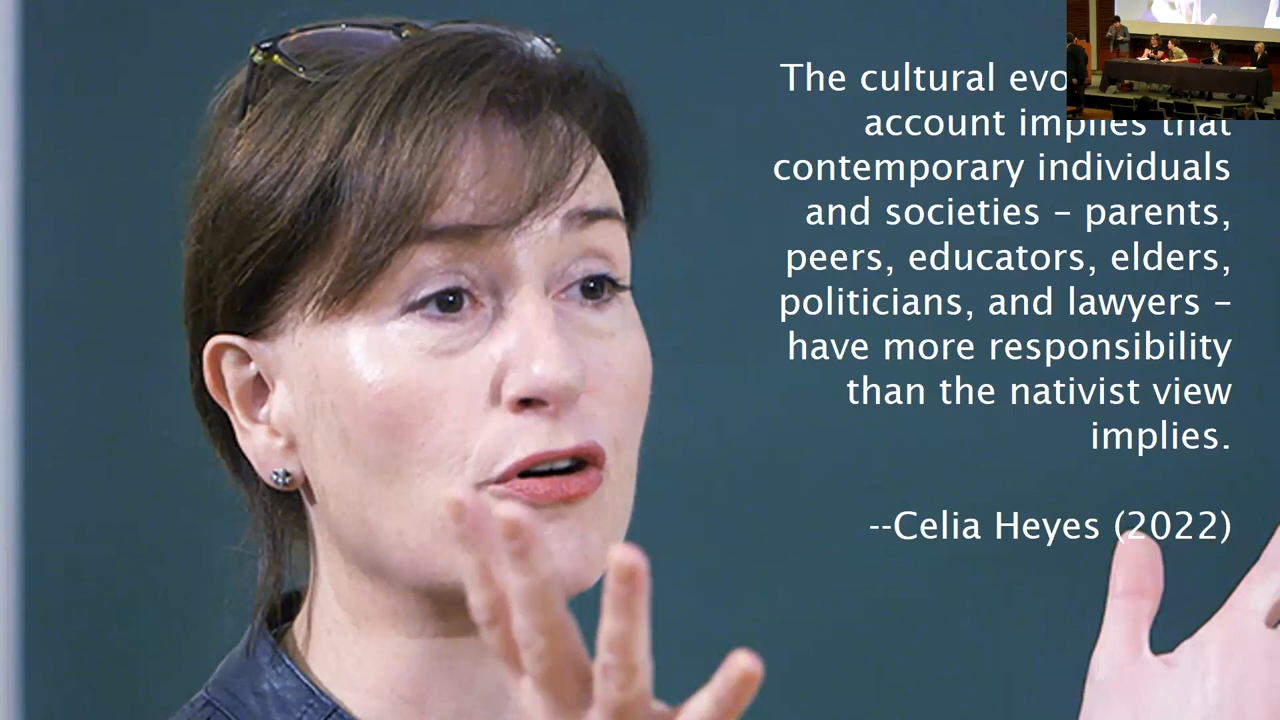 The cultural evo
account implies that
contemporary individuals
and societies – parents,
peers, educators, elders,
politicians, and lawyers –
have more responsibility
than the nativist view
implies.
--Celia Heyes (2022)